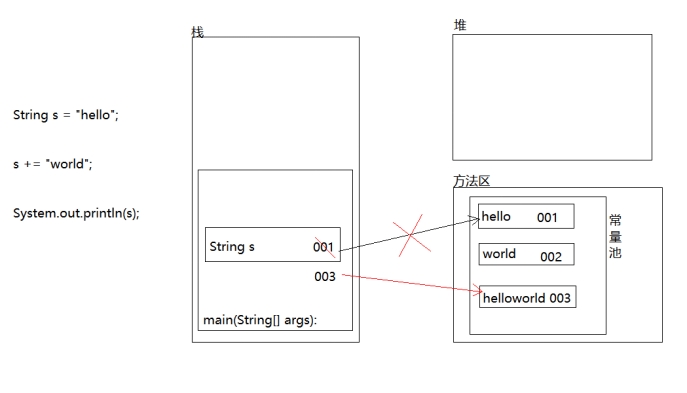 栈
堆
String s = "hello";
s += "world";
System.out.println(s);
String s 001
003
main(String[] args):
方法区
hello 001
world 002
helloworld 003
常量池